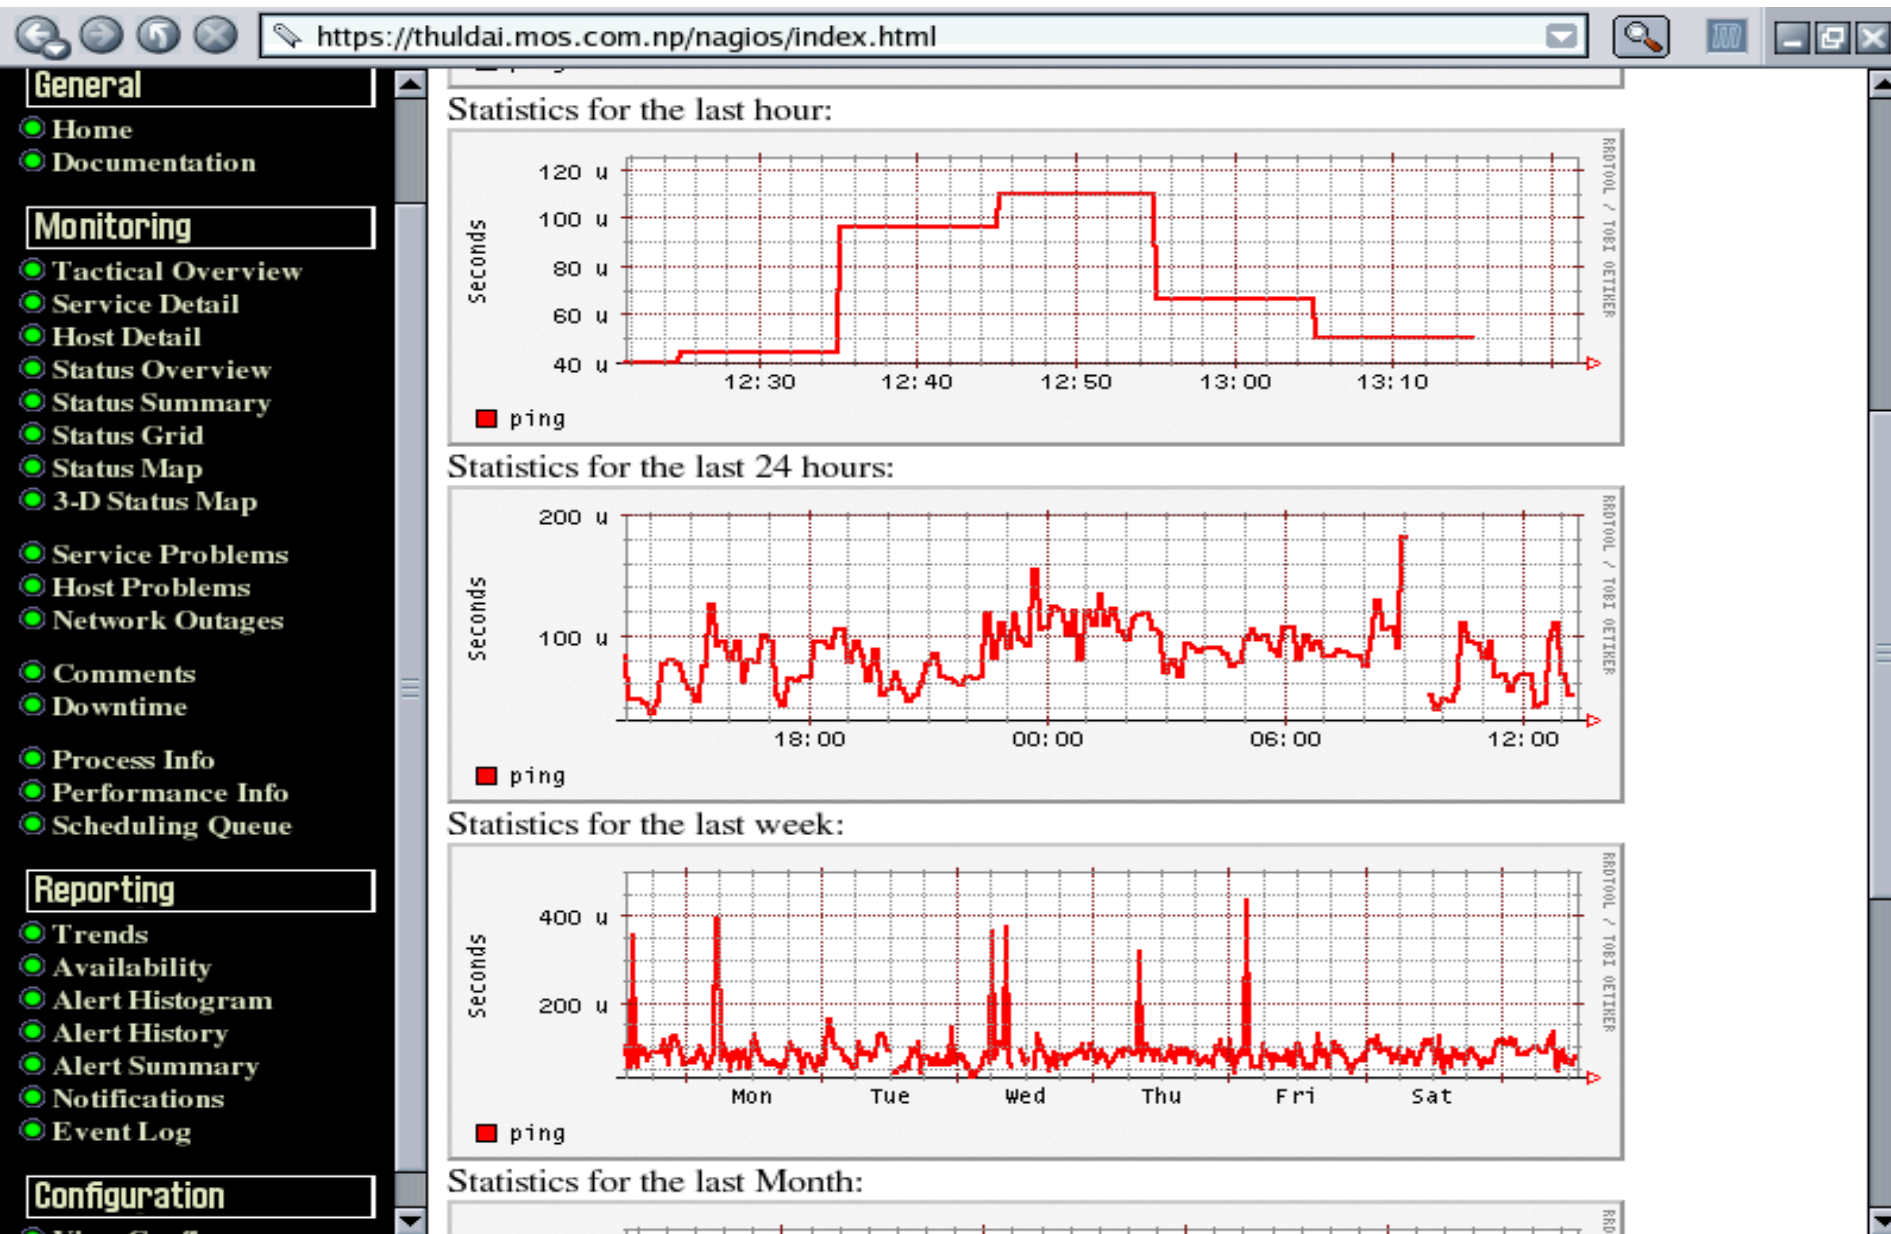 https://thuldai.mos.com.np/nagios/index.html
General
Home
Documentation
Monitoring
Tactical Overview
Service Detail
Host Detail
Status Overview
Status Summary
Status Grid
Status Map
3-D Status Map
Service Problems
Host Problems
Network Outages
Comments
Downtime
Process Info
Performance Info
Scheduling Queue
Reporting
Trends
Availability
Alert Histogram
Alert History
Alert Summary
Notifications
Event Log
Configuration
Statistics for the last hour:
120 u
100 u
80 u
60 u
40 u
Seconds
12:30 12:40 12:50 13:00 13:10
ping
RRDTOOL / TOBI OETIKER
Statistics for the last 24 hours:
200 u
100 u
Seconds
18:00 00:00 06:00 12:00
ping
RRDTOOL / TOBI OETIKER
Statistics for the last week:
400 u
200 u
Seconds
Mon Tue Wed Thu Fri Sat
ping
RRDTOOL / TOBI OETIKER
Statistics for the last Month: